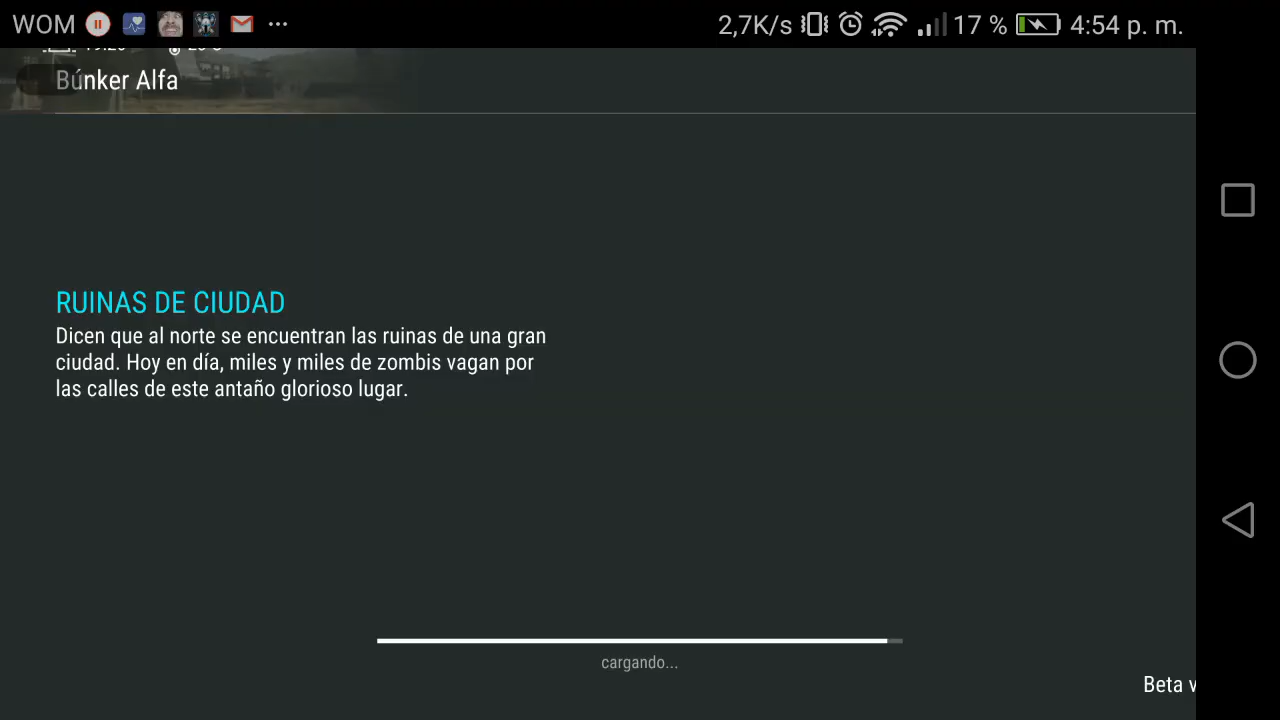 WOM ... 2,7K/s 17 % 4:54 p. m.
Búnker Alfa
RUINAS DE CIUDAD
Dicen que al norte se encuentran las ruinas de una gran
ciudad. Hoy en día, miles y miles de zombis vagan por
las calles de este antaño glorioso lugar.
cargando...
Beta v